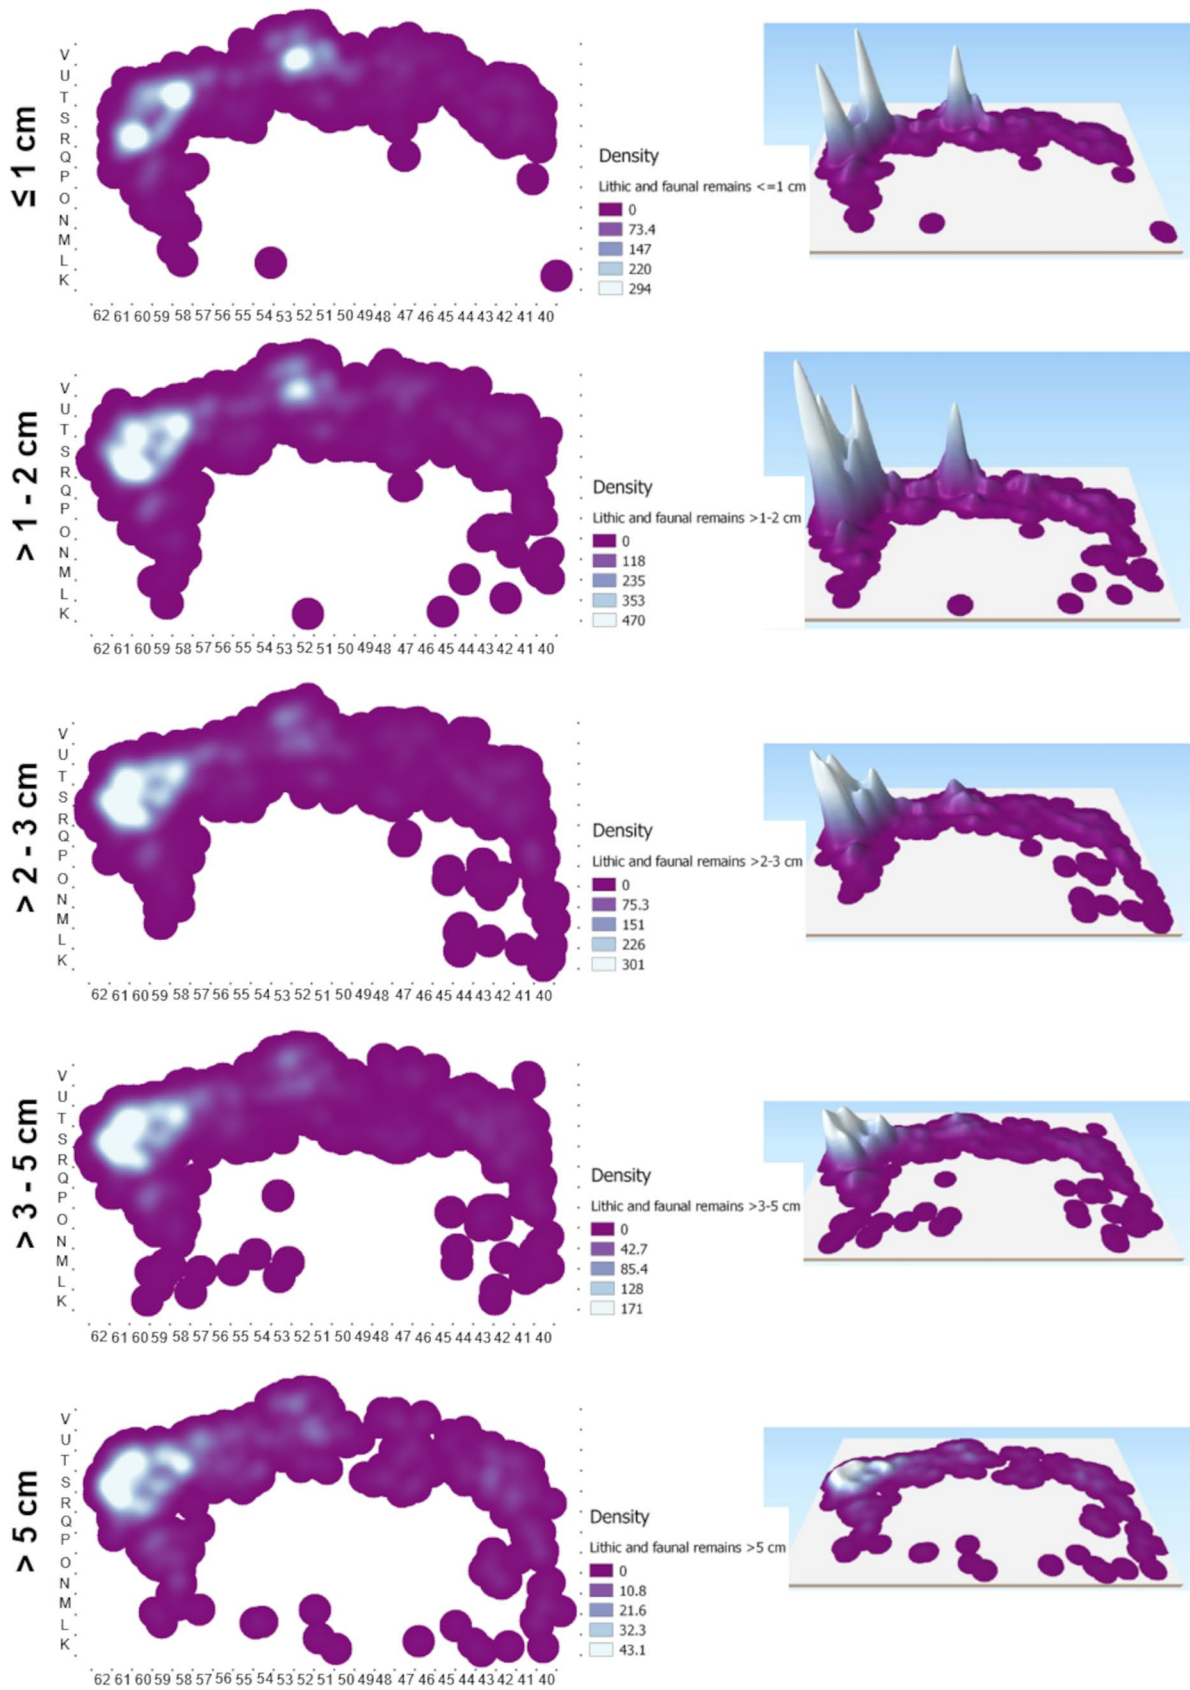 ≤ 1 cm
V
U
T
S
R
Q
P
O
N
M
L
K
62 61 60 59 58 57 56 55 54 53 52 51 50 49 48 47 46 45 44 43 42 41 40
Density
Lithic and faunal remains <=1 cm
0
73.4
147
220
294
> 1 - 2 cm
V
U
T
S
R
Q
P
O
N
M
L
K
62 61 60 59 58 57 56 55 54 53 52 51 50 49 48 47 46 45 44 43 42 41 40
Density
Lithic and faunal remains >1-2 cm
0
118
235
353
470
> 2 - 3 cm
V
U
T
S
R
Q
P
O
N
M
L
K
62 61 60 59 58 57 56 55 54 53 52 51 50 49 48 47 46 45 44 43 42 41 40
Density
Lithic and faunal remains >2-3 cm
0
75.3
151
226
301
> 3 - 5 cm
V
U
T
S
R
Q
P
O
N
M
L
K
62 61 60 59 58 57 56 55 54 53 52 51 50 49 48 47 46 45 44 43 42 41 40
Density
Lithic and faunal remains >3-5 cm
0
42.7
85.4
128
171
> 5 cm
V
U
T
S
R
Q
P
O
N
M
L
K
62 61 60 59 58 57 56 55 54 53 52 51 50 49 48 47 46 45 44 43 42 41 40
Density
Lithic and faunal remains >5 cm
0
10.8
21.6
32.3
43.1